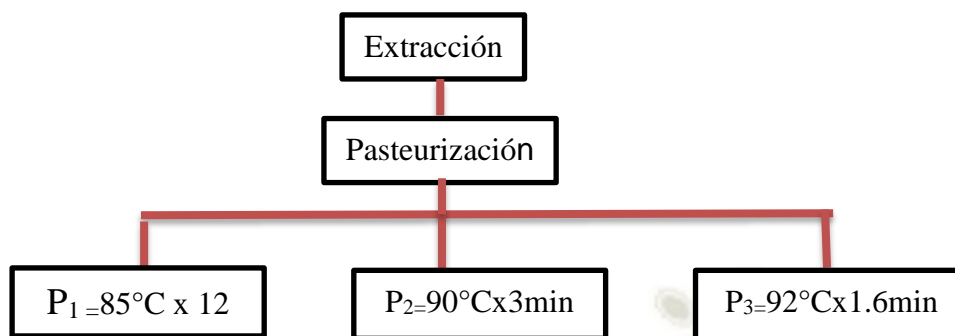 Extracción
Pasteurización
P₁ =85°C x 12
P₂=90°Cx3min
P₃=92°Cx1.6min